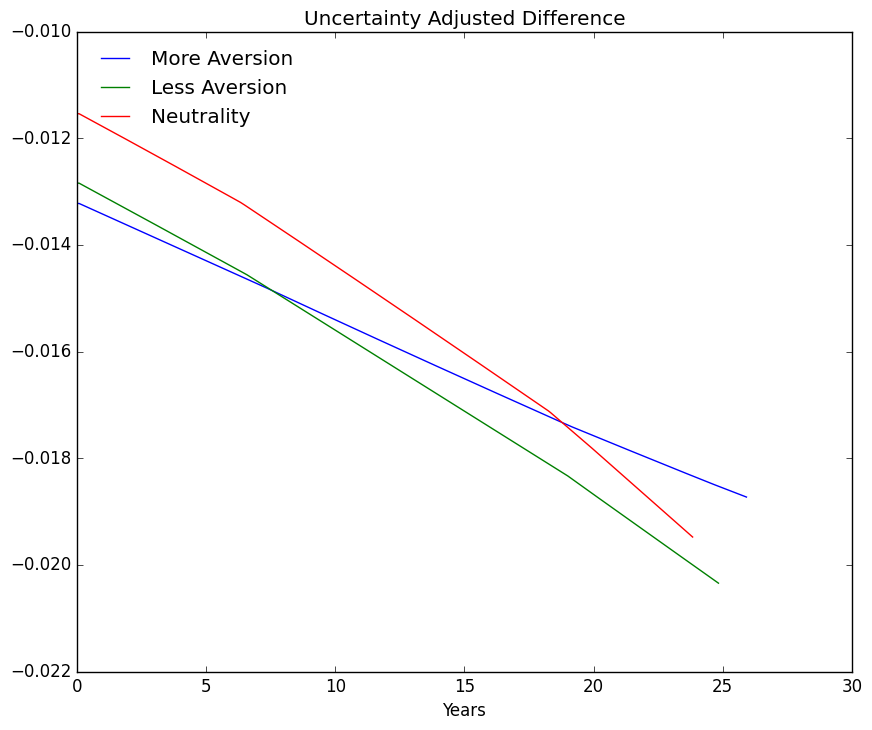 Uncertainty Adjusted Difference
More Aversion
Less Aversion
Neutrality
−0.010
−0.012
−0.014
−0.016
−0.018
−0.020
−0.022
0 5 10 15 20 25 30
Years